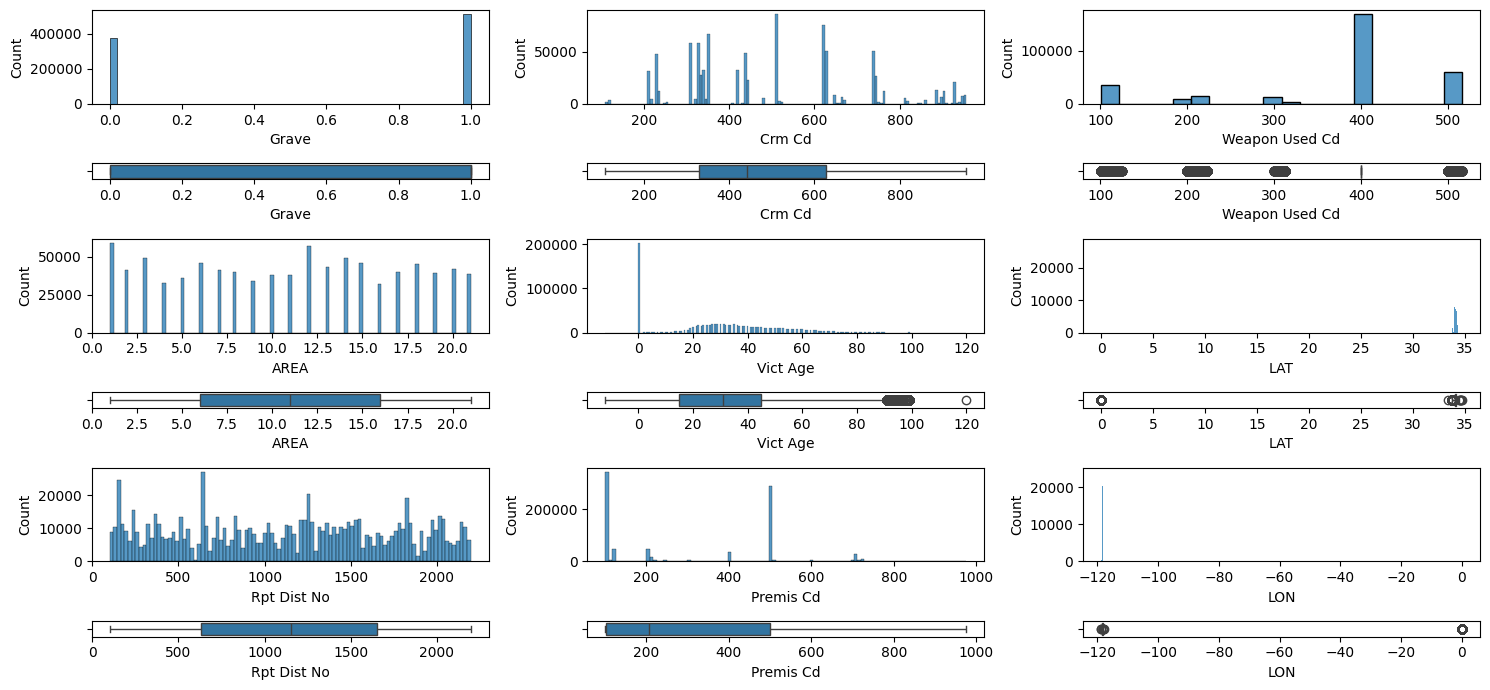 400000
200000
0
Count
0.0 0.2 0.4 0.6 0.8 1.0
Grave
50000
0
Count
200 400 600 800
Crm Cd
100000
0
Count
100 200 300 400 500
Weapon Used Cd
0.0 0.2 0.4 0.6 0.8 1.0
Grave
200 400 600 800
Crm Cd
100 200 300 400 500
Weapon Used Cd
50000
25000
0
Count
0.0 2.5 5.0 7.5 10.0 12.5 15.0 17.5 20.0
AREA
200000
100000
0
Count
0 20 40 60 80 100 120
Vict Age
20000
10000
0
Count
0 5 10 15 20 25 30 35
LAT
0.0 2.5 5.0 7.5 10.0 12.5 15.0 17.5 20.0
AREA
0 20 40 60 80 100 120
Vict Age
0 5 10 15 20 25 30 35
LAT
20000
10000
0
Count
0 500 1000 1500 2000
Rpt Dist No
200000
0
Count
200 400 600 800 1000
Premis Cd
20000
10000
0
Count
−120 −100 −80 −60 −40 −20 0
LON
0 500 1000 1500 2000
Rpt Dist No
200 400 600 800 1000
Premis Cd
−120 −100 −80 −60 −40 −20 0
LON